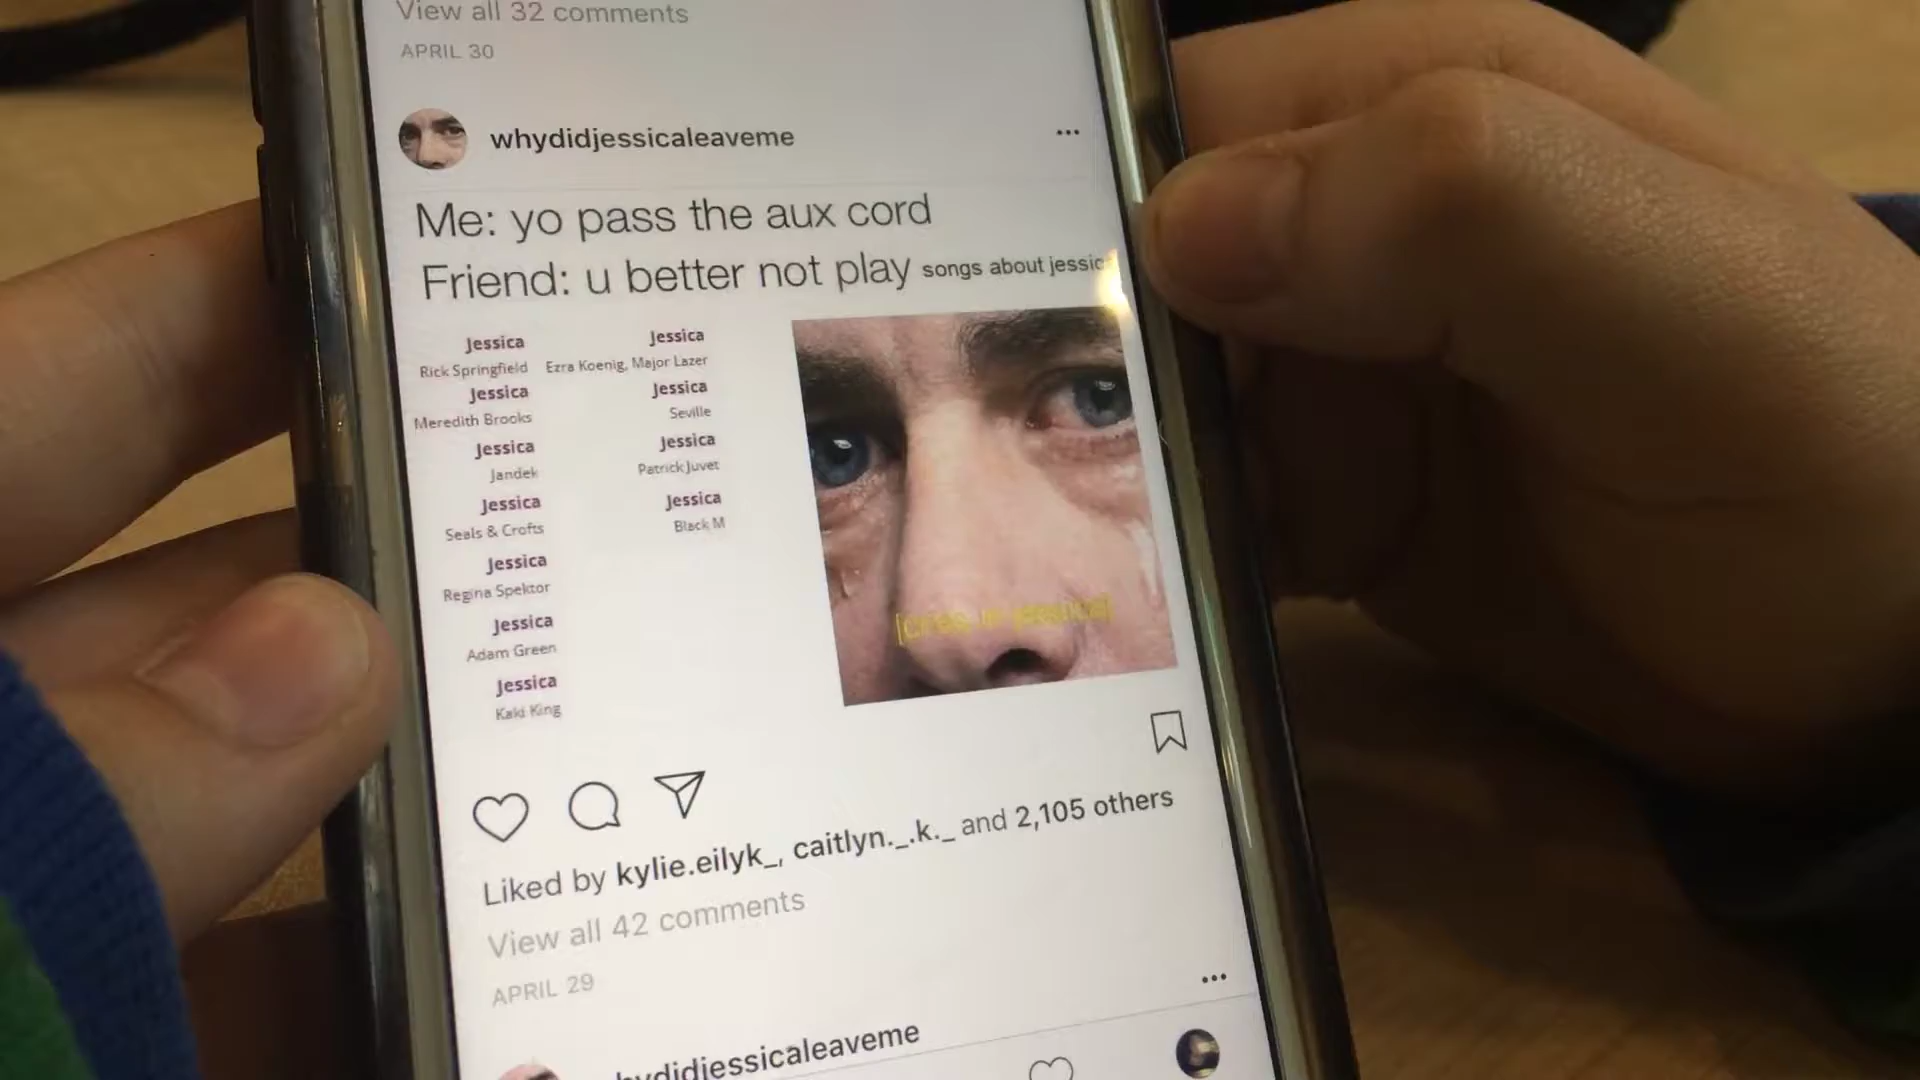 View all 32 comments
APRIL 30
whydidjessicaleaveme
Me: yo pass the aux cord
Friend: u better not play songs about jessic
Jessica
Rick Springfield
Jessica
Meredith Brooks
Jessica
Jandek
Jessica
Seals & Crofts
Jessica
Regina Spektor
Jessica
Adam Green
Jessica
Kaki King
Jessica
Ezra Koenig, Major Lazer
Jessica
Seville
Jessica
Patrick Juvet
Jessica
Black M
[cries in jessica]
Liked by kylie.eilyk_, caitlyn._.k._ and 2,105 others
View all 42 comments
APRIL 29
whydidjessicaleaveme